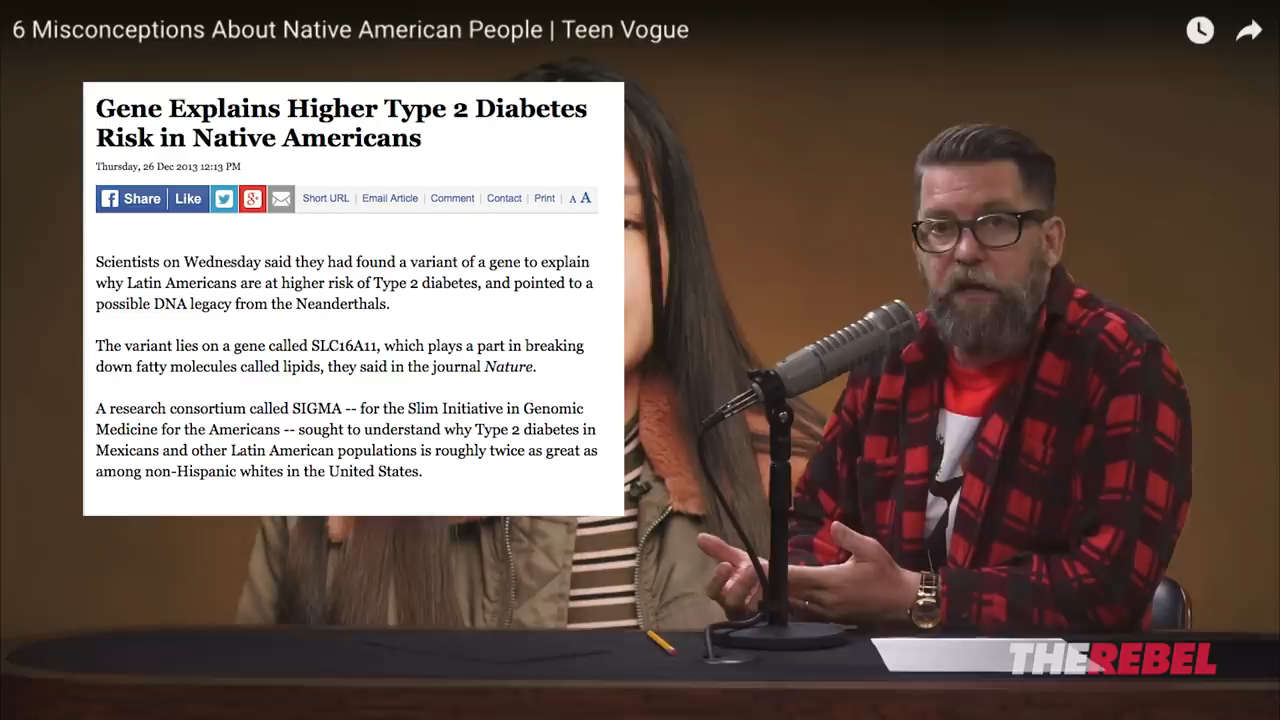 6 Misconceptions About Native American People | Teen Vogue
Gene Explains Higher Type 2 Diabetes
Risk in Native Americans
Thursday, 26 Dec 2013 12:13 PM
f Share Like g+ Short URL | Email Article | Comment | Contact | Print | A A
Scientists on Wednesday said they had found a variant of a gene to explain
why Latin Americans are at higher risk of Type 2 diabetes, and pointed to a
possible DNA legacy from the Neanderthals.
The variant lies on a gene called SLC16A11, which plays a part in breaking
down fatty molecules called lipids, they said in the journal Nature.
A research consortium called SIGMA -- for the Slim Initiative in Genomic
Medicine for the Americans -- sought to understand why Type 2 diabetes in
Mexicans and other Latin American populations is roughly twice as great as
among non-Hispanic whites in the United States.
THEREBEL